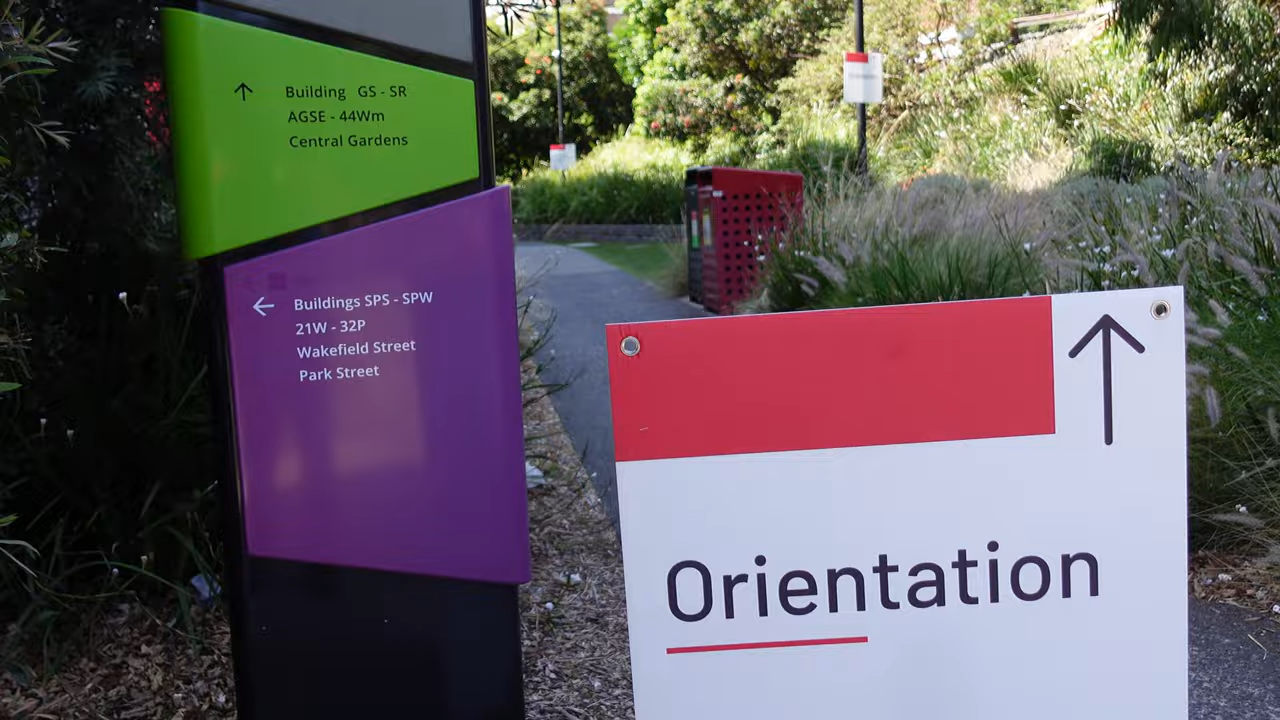 ↑ Building GS - SR
AGSE - 44Wm
Central Gardens
← Buildings SPS - SPW
21W - 32P
Wakefield Street
Park Street
↑
Orientation